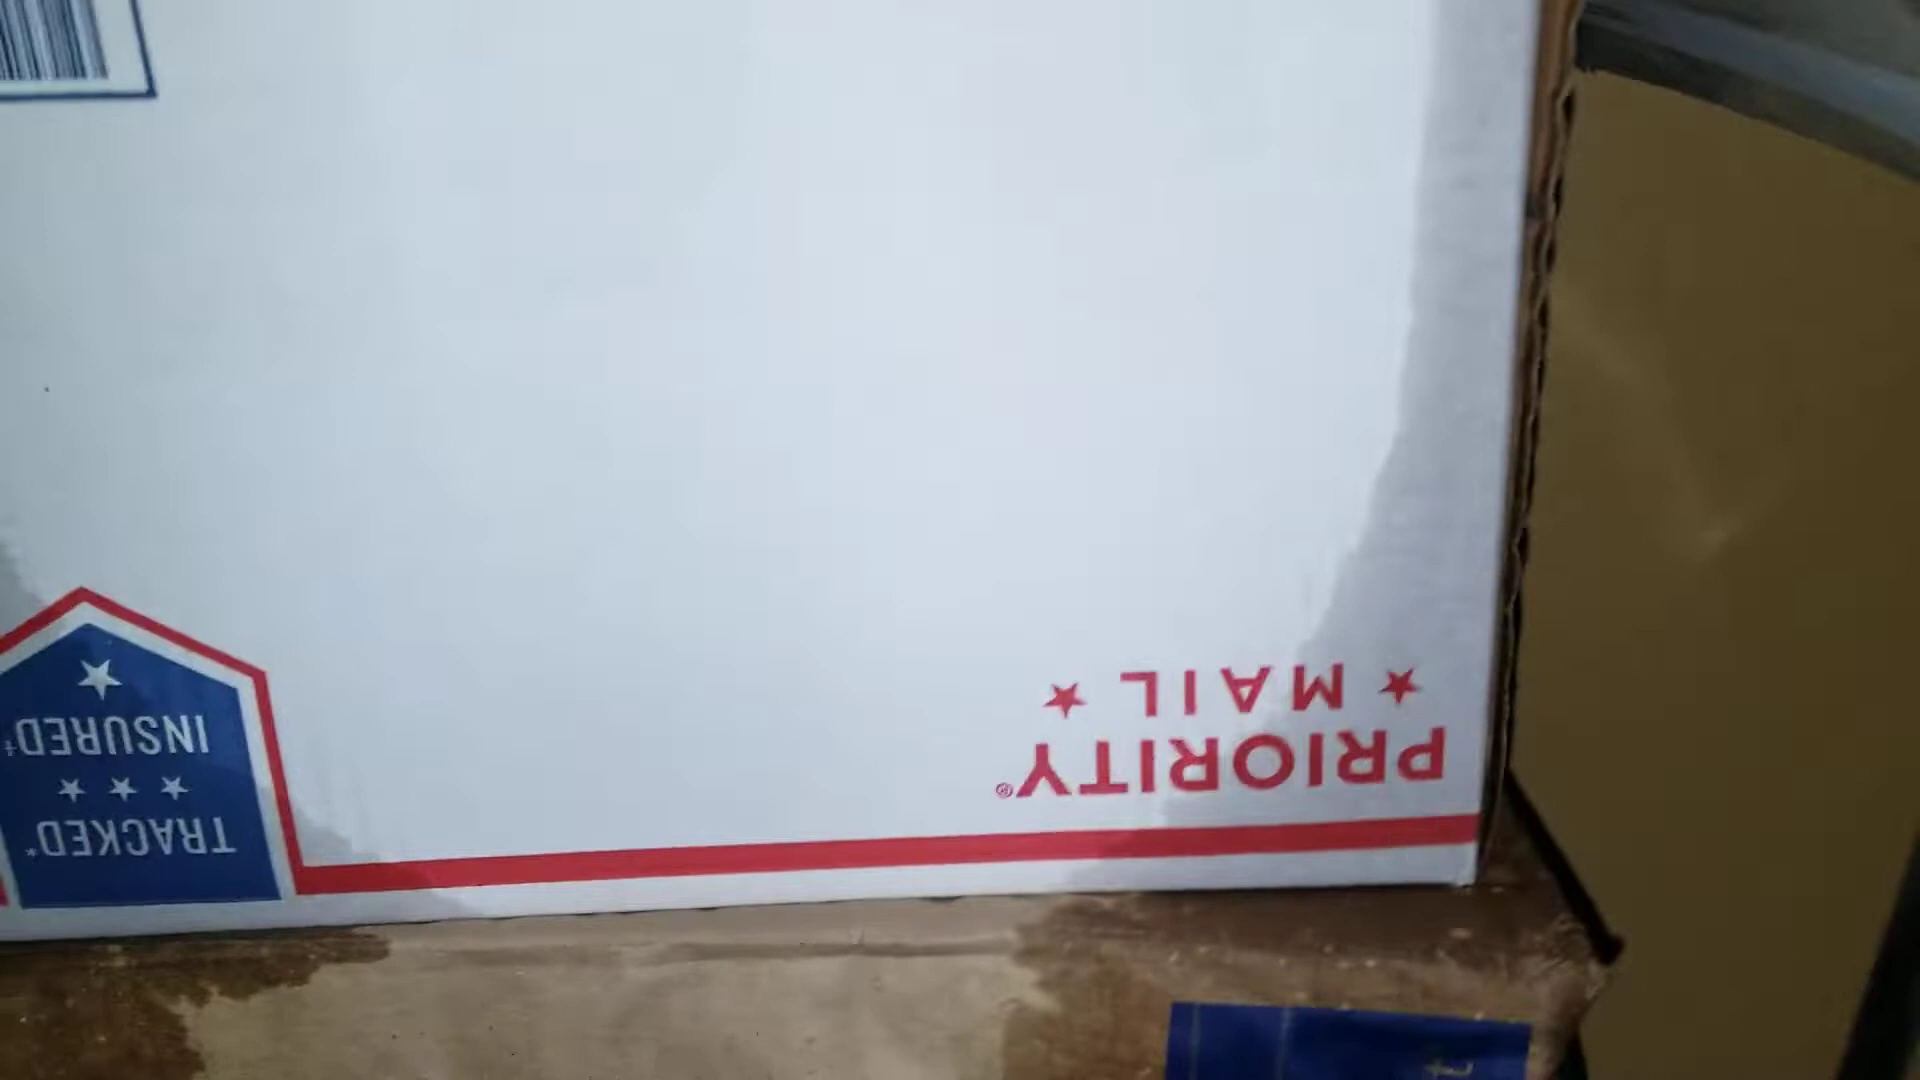 PRIORITY®
★ MAIL ★
TRACKED*
★ ★ ★
INSURED†
★